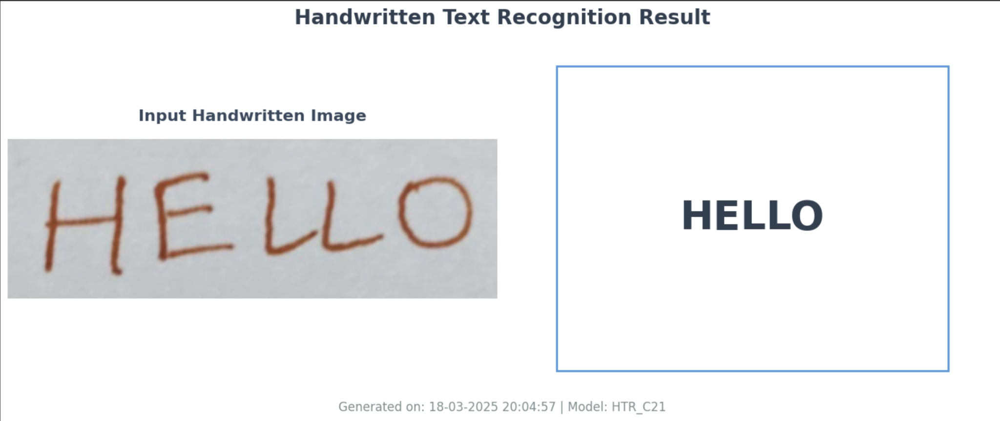 Handwritten Text Recognition Result
Input Handwritten Image
HELLO
HELLO
Generated on: 18-03-2025 20:04:57 | Model: HTR_C21